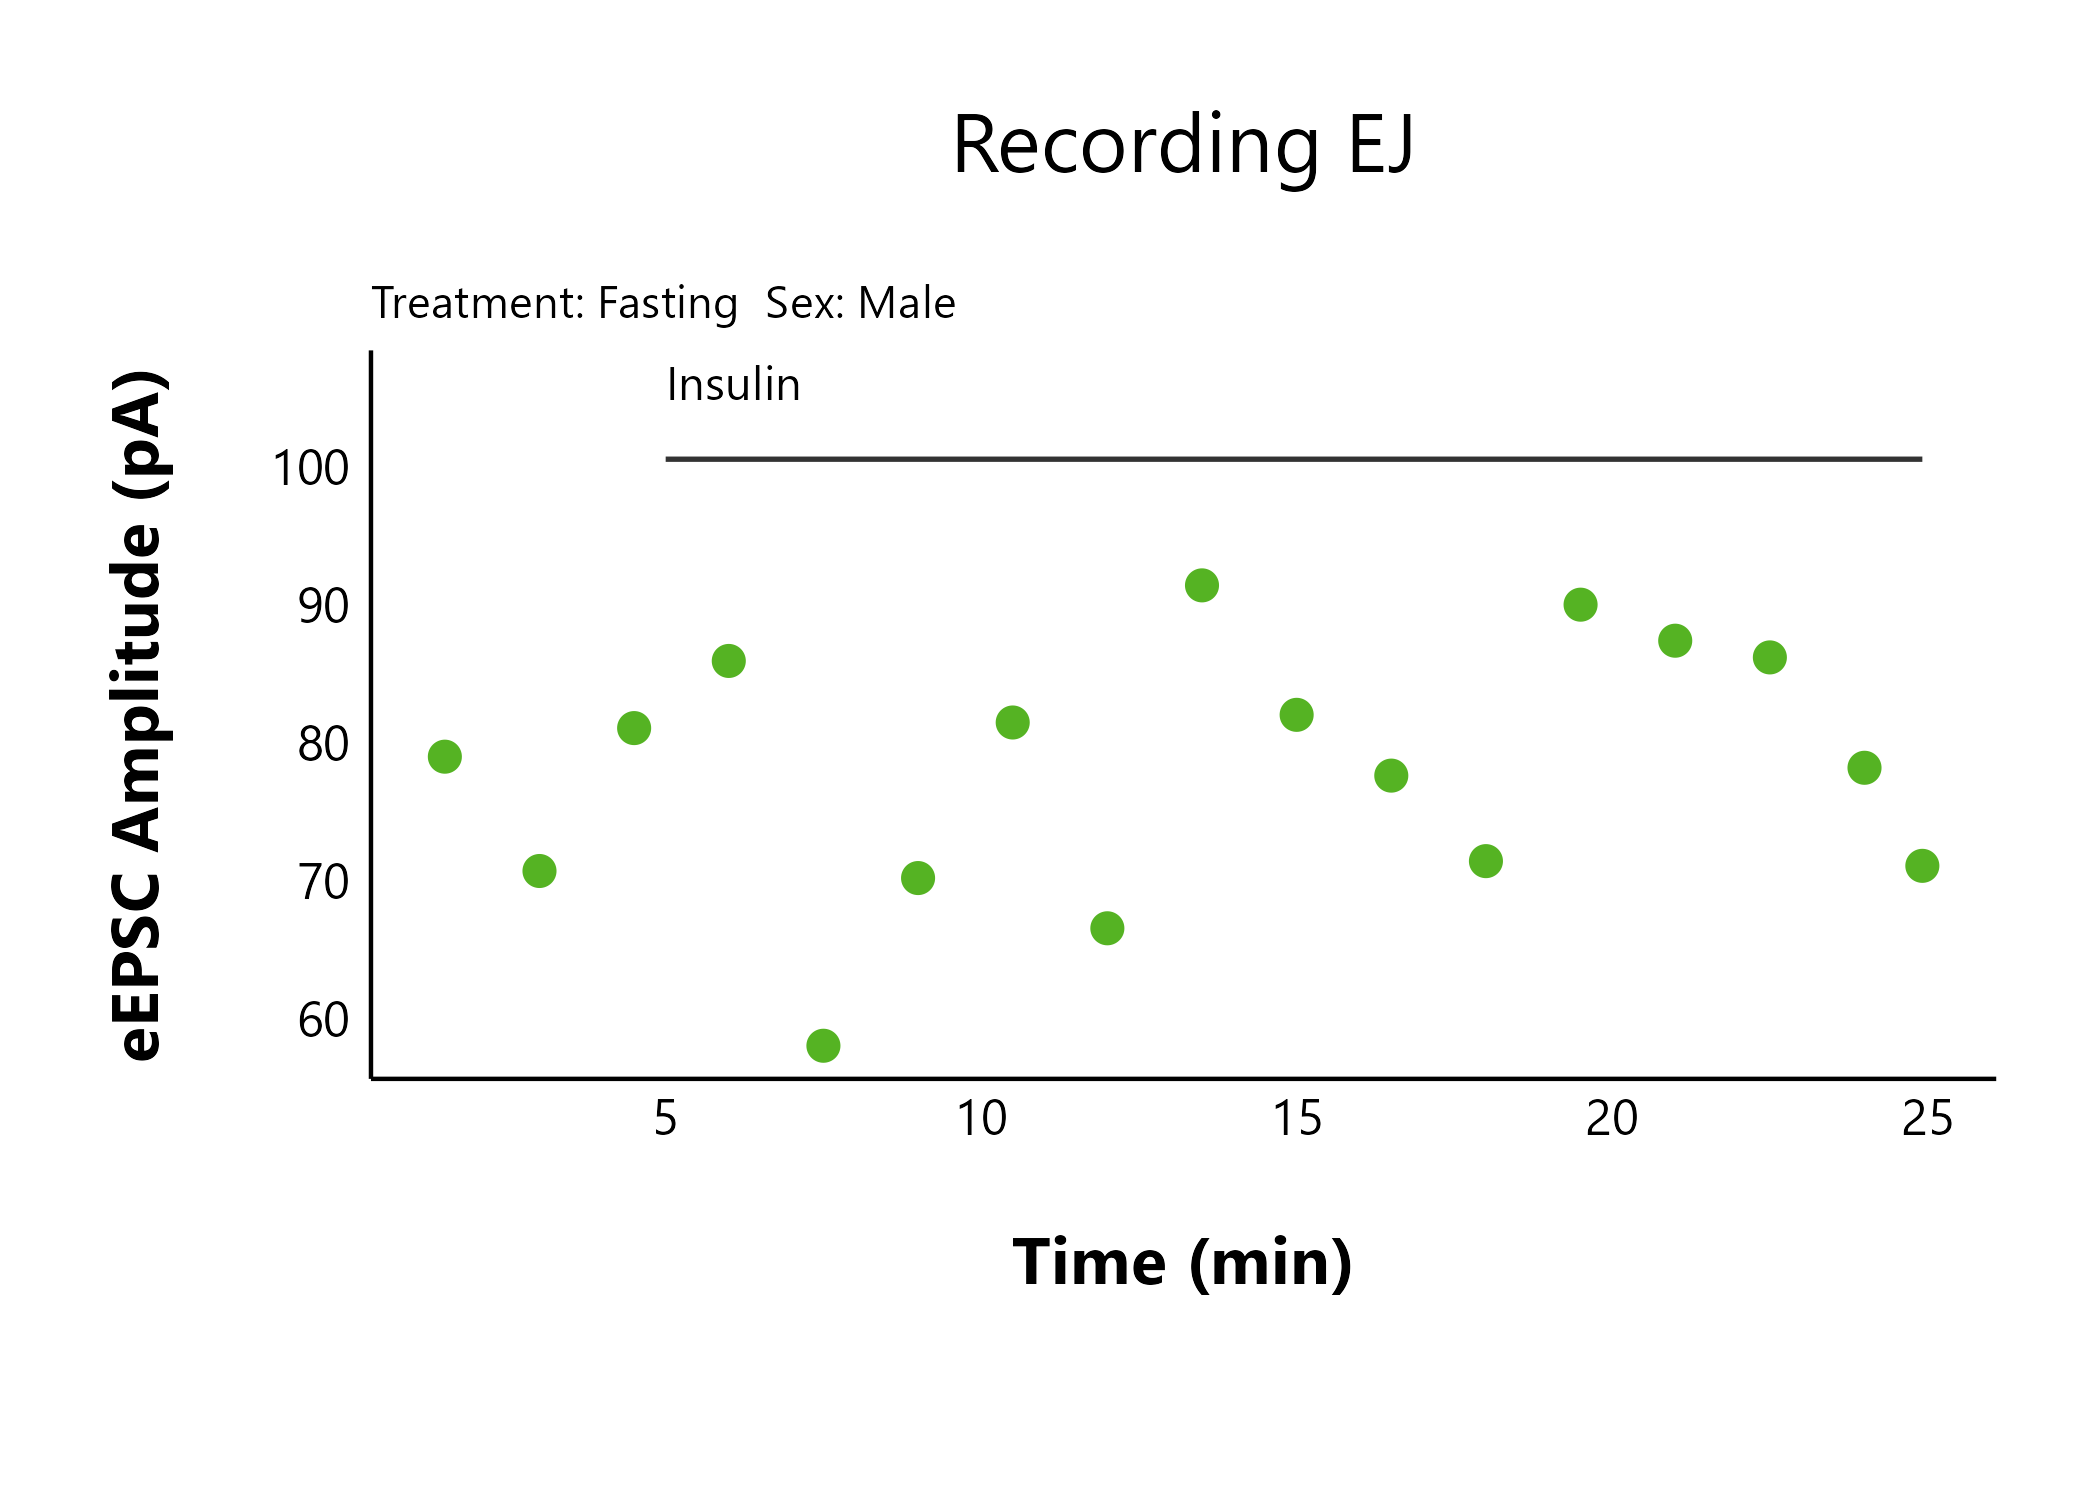 Recording EJ
Treatment: Fasting  Sex: Male
Insulin
eEPSC Amplitude (pA)
100
90
80
70
60
5 10 15 20 25
Time (min)